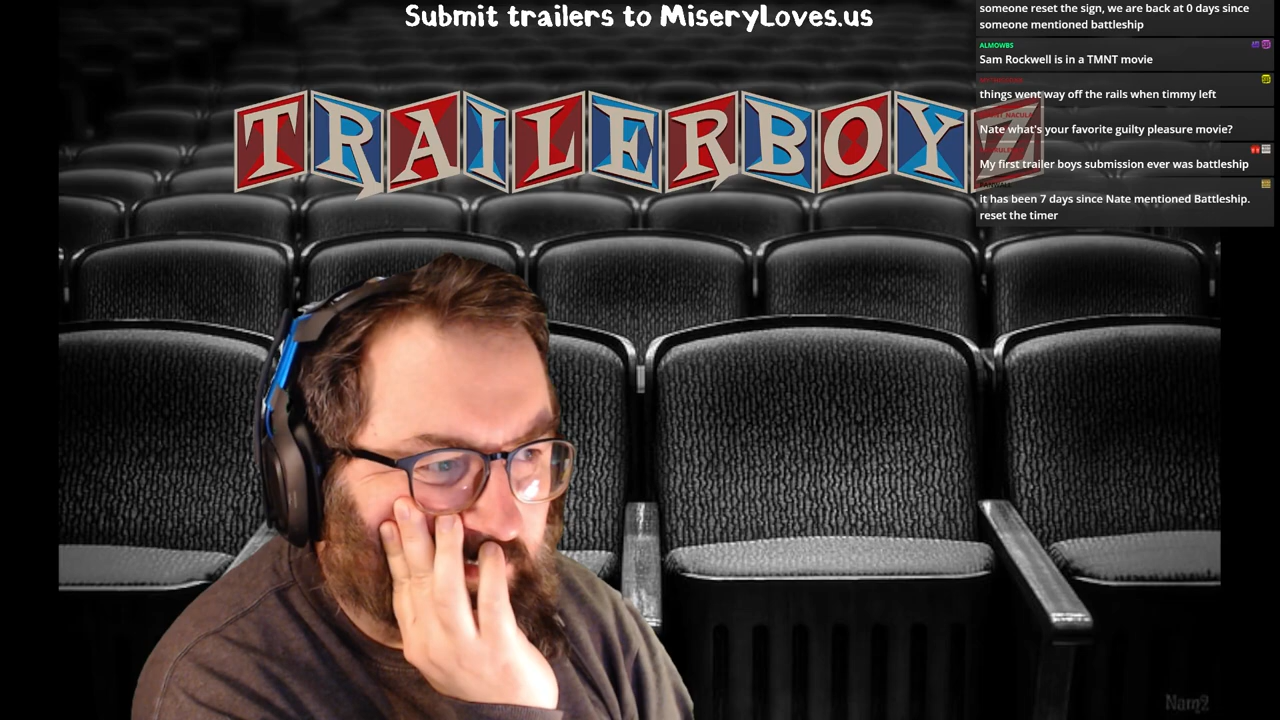 Submit trailers to MiseryLoves.us
TRAILERBOYZ
someone reset the sign, we are back at 0 days since
someone mentioned battleship
ALMOWBS
Sam Rockwell is in a TMNT movie
things went way off the rails when timmy left
Nate what's your favorite guilty pleasure movie?
My first trailer boys submission ever was battleship
it has been 7 days since Nate mentioned Battleship.
reset the timer
Nam2